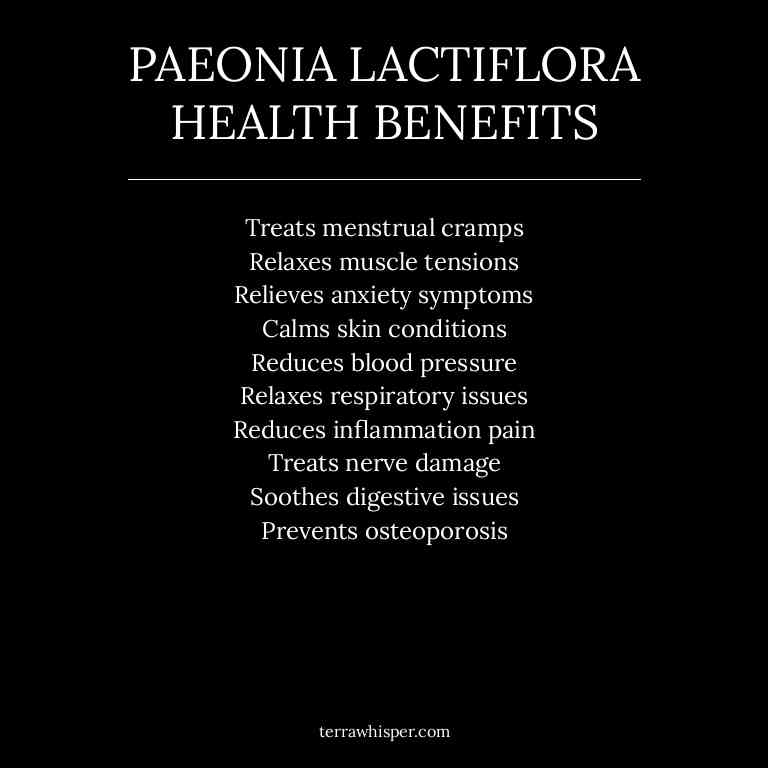 PAEONIA LACTIFLORA
HEALTH BENEFITS
Treats menstrual cramps
Relaxes muscle tensions
Relieves anxiety symptoms
Calms skin conditions
Reduces blood pressure
Relaxes respiratory issues
Reduces inflammation pain
Treats nerve damage
Soothes digestive issues
Prevents osteoporosis
terrawhisper.com